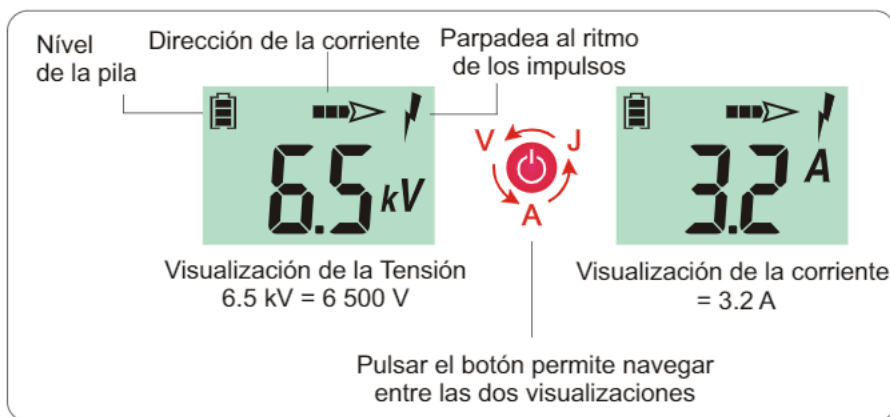 Nível
de la pila
Dirección de la corriente
Parpadea al ritmo
de los impulsos
6.5 kV
V J
A
3.2 A
Visualización de la Tensión
6.5 kV = 6 500 V
Visualización de la corriente
= 3.2 A
Pulsar el botón permite navegar
entre las dos visualizaciones